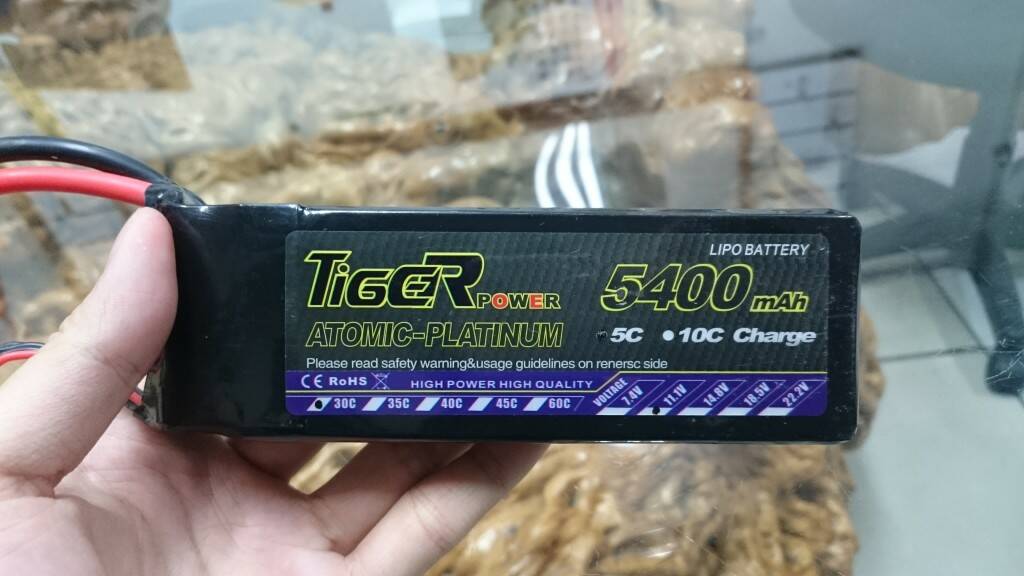 LIPO BATTERY
TiGER POWER
5400 mAh
ATOMIC-PLATINUM
5C 10C Charge
Please read safety warning&usage guidelines on renersc side
CE RoHS HIGH POWER HIGH QUALITY
30C 35C 40C 45C 60C
VOLTAGE 7.4V 11.1V 14.8V 18.5V 22.2V